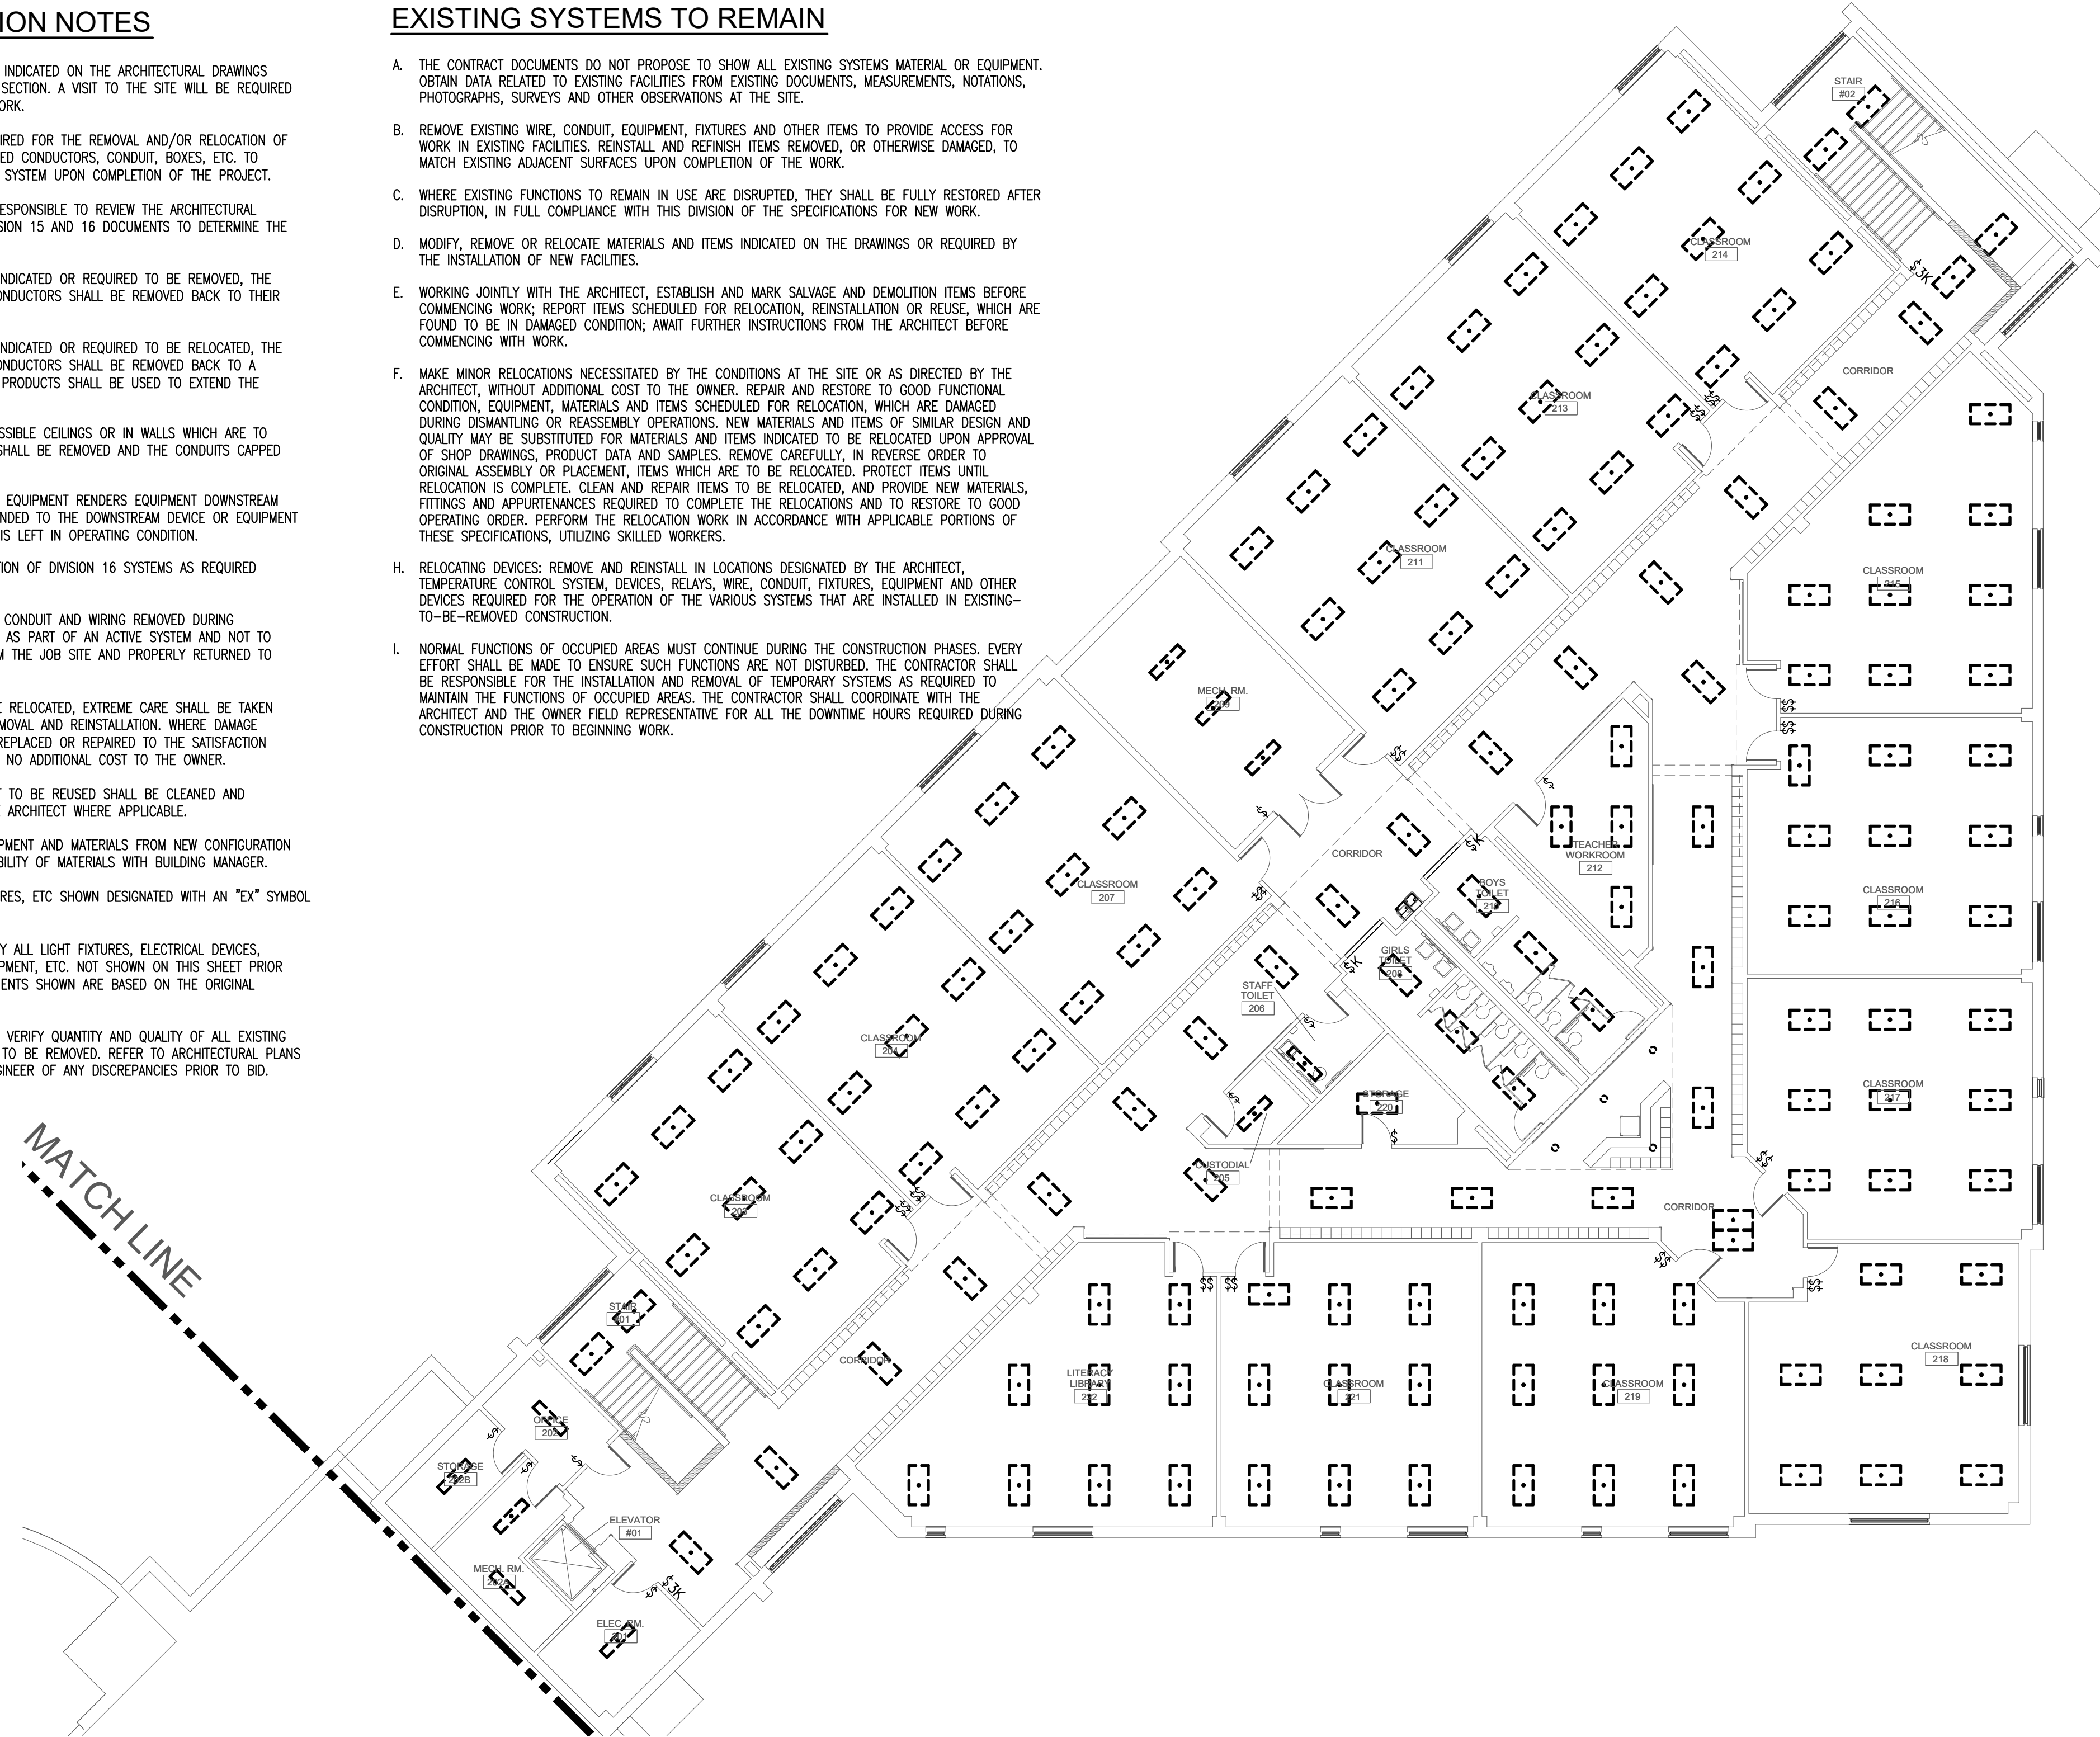 ION NOTES
INDICATED ON THE ARCHITECTURAL DRAWINGS
SECTION. A VISIT TO THE SITE WILL BE REQUIRED
ORK.
IRED FOR THE REMOVAL AND/OR RELOCATION OF
ED CONDUCTORS, CONDUIT, BOXES, ETC. TO
SYSTEM UPON COMPLETION OF THE PROJECT.
ESPONSIBLE TO REVIEW THE ARCHITECTURAL
SION 15 AND 16 DOCUMENTS TO DETERMINE THE
INDICATED OR REQUIRED TO BE REMOVED, THE
ONDUCTORS SHALL BE REMOVED BACK TO THEIR
INDICATED OR REQUIRED TO BE RELOCATED, THE
ONDUCTORS SHALL BE REMOVED BACK TO A
PRODUCTS SHALL BE USED TO EXTEND THE
SSIBLE CEILINGS OR IN WALLS WHICH ARE TO
SHALL BE REMOVED AND THE CONDUITS CAPPED
EQUIPMENT RENDERS EQUIPMENT DOWNSTREAM
NDED TO THE DOWNSTREAM DEVICE OR EQUIPMENT
IS LEFT IN OPERATING CONDITION.
TION OF DIVISION 16 SYSTEMS AS REQUIRED
CONDUIT AND WIRING REMOVED DURING
AS PART OF AN ACTIVE SYSTEM AND NOT TO
M THE JOB SITE AND PROPERLY RETURNED TO
E RELOCATED, EXTREME CARE SHALL BE TAKEN
MOVAL AND REINSTALLATION. WHERE DAMAGE
REPLACED OR REPAIRED TO THE SATISFACTION
NO ADDITIONAL COST TO THE OWNER.
T TO BE REUSED SHALL BE CLEANED AND
E ARCHITECT WHERE APPLICABLE.
IPMENT AND MATERIALS FROM NEW CONFIGURATION
BILITY OF MATERIALS WITH BUILDING MANAGER.
RES, ETC SHOWN DESIGNATED WITH AN "EX" SYMBOL
Y ALL LIGHT FIXTURES, ELECTRICAL DEVICES,
PMENT, ETC. NOT SHOWN ON THIS SHEET PRIOR
ENTS SHOWN ARE BASED ON THE ORIGINAL
VERIFY QUANTITY AND QUALITY OF ALL EXISTING
TO BE REMOVED. REFER TO ARCHITECTURAL PLANS
GINEER OF ANY DISCREPANCIES PRIOR TO BID.
EXISTING SYSTEMS TO REMAIN
A. THE CONTRACT DOCUMENTS DO NOT PROPOSE TO SHOW ALL EXISTING SYSTEMS MATERIAL OR EQUIPMENT.
OBTAIN DATA RELATED TO EXISTING FACILITIES FROM EXISTING DOCUMENTS, MEASUREMENTS, NOTATIONS,
PHOTOGRAPHS, SURVEYS AND OTHER OBSERVATIONS AT THE SITE.
B. REMOVE EXISTING WIRE, CONDUIT, EQUIPMENT, FIXTURES AND OTHER ITEMS TO PROVIDE ACCESS FOR
WORK IN EXISTING FACILITIES. REINSTALL AND REFINISH ITEMS REMOVED, OR OTHERWISE DAMAGED, TO
MATCH EXISTING ADJACENT SURFACES UPON COMPLETION OF THE WORK.
C. WHERE EXISTING FUNCTIONS TO REMAIN IN USE ARE DISRUPTED, THEY SHALL BE FULLY RESTORED AFTER
DISRUPTION, IN FULL COMPLIANCE WITH THIS DIVISION OF THE SPECIFICATIONS FOR NEW WORK.
D. MODIFY, REMOVE OR RELOCATE MATERIALS AND ITEMS INDICATED ON THE DRAWINGS OR REQUIRED BY
THE INSTALLATION OF NEW FACILITIES.
E. WORKING JOINTLY WITH THE ARCHITECT, ESTABLISH AND MARK SALVAGE AND DEMOLITION ITEMS BEFORE
COMMENCING WORK; REPORT ITEMS SCHEDULED FOR RELOCATION, REINSTALLATION OR REUSE, WHICH ARE
FOUND TO BE IN DAMAGED CONDITION; AWAIT FURTHER INSTRUCTIONS FROM THE ARCHITECT BEFORE
COMMENCING WITH WORK.
F. MAKE MINOR RELOCATIONS NECESSITATED BY THE CONDITIONS AT THE SITE OR AS DIRECTED BY THE
ARCHITECT, WITHOUT ADDITIONAL COST TO THE OWNER. REPAIR AND RESTORE TO GOOD FUNCTIONAL
CONDITION, EQUIPMENT, MATERIALS AND ITEMS SCHEDULED FOR RELOCATION, WHICH ARE DAMAGED
DURING DISMANTLING OR REASSEMBLY OPERATIONS. NEW MATERIALS AND ITEMS OF SIMILAR DESIGN AND
QUALITY MAY BE SUBSTITUTED FOR MATERIALS AND ITEMS INDICATED TO BE RELOCATED UPON APPROVAL
OF SHOP DRAWINGS, PRODUCT DATA AND SAMPLES. REMOVE CAREFULLY, IN REVERSE ORDER TO
ORIGINAL ASSEMBLY OR PLACEMENT, ITEMS WHICH ARE TO BE RELOCATED. PROTECT ITEMS UNTIL
RELOCATION IS COMPLETE. CLEAN AND REPAIR ITEMS TO BE RELOCATED, AND PROVIDE NEW MATERIALS,
FITTINGS AND APPURTENANCES REQUIRED TO COMPLETE THE RELOCATIONS AND TO RESTORE TO GOOD
OPERATING ORDER. PERFORM THE RELOCATION WORK IN ACCORDANCE WITH APPLICABLE PORTIONS OF
THESE SPECIFICATIONS, UTILIZING SKILLED WORKERS.
H. RELOCATING DEVICES: REMOVE AND REINSTALL IN LOCATIONS DESIGNATED BY THE ARCHITECT,
TEMPERATURE CONTROL SYSTEM, DEVICES, RELAYS, WIRE, CONDUIT, FIXTURES, EQUIPMENT AND OTHER
DEVICES REQUIRED FOR THE OPERATION OF THE VARIOUS SYSTEMS THAT ARE INSTALLED IN EXISTING-
TO-BE-REMOVED CONSTRUCTION.
I. NORMAL FUNCTIONS OF OCCUPIED AREAS MUST CONTINUE DURING THE CONSTRUCTION PHASES. EVERY
EFFORT SHALL BE MADE TO ENSURE SUCH FUNCTIONS ARE NOT DISTURBED. THE CONTRACTOR SHALL
BE RESPONSIBLE FOR THE INSTALLATION AND REMOVAL OF TEMPORARY SYSTEMS AS REQUIRED TO
MAINTAIN THE FUNCTIONS OF OCCUPIED AREAS. THE CONTRACTOR SHALL COORDINATE WITH THE
ARCHITECT AND THE OWNER FIELD REPRESENTATIVE FOR ALL THE DOWNTIME HOURS REQUIRED DURING
CONSTRUCTION PRIOR TO BEGINNING WORK.
STAIR
#02
CLASSROOM
214
$3K
CORRIDOR
CLASSROOM
213
$$
$$
CLASSROOM
211
CLASSROOM
215
MECH. RM.
209
$$
$$
$$
$
$
CORRIDOR
$K
TEACHER
WORKROOM
212
BOYS
TOILET
CLASSROOM
207
$$
CLASSROOM
216
GIRLS
TOILET
208
$K
STAFF
TOILET
206
$
CLASSROOM
204
$
STORAGE
220
$
CLASSROOM
217
CUSTODIAL
205
$$
CLASSROOM
203
$$
$$
CORRIDOR
$$
$$
$$
$$
MATCH LINE
STAIR
#01
CORRIDOR
LITERACY
LIBRARY
222
CLASSROOM
221
CLASSROOM
219
CLASSROOM
218
OFFICE
202
$
$
$
STORAGE
202B
ELEVATOR
#01
MECH. RM.
202A
$
$3K
ELEC. RM.
201